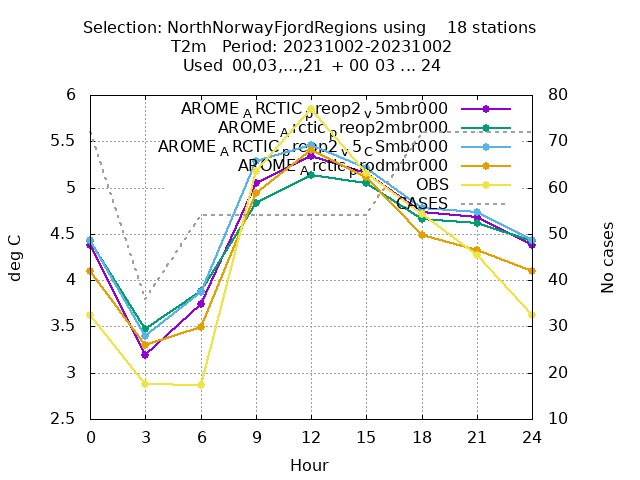 Selection: NorthNorwayFjordRegions using 18 stations
T2m Period: 20231002-20231002
Used 00,03,...,21 + 00 03 ... 24
AROME_ARCTIC_preop2_v5mbr000
AROME_Arctic_preop2mbr000
AROME_ARCTIC_preop2_v5_CSmbr000
AROME_Arctic_prodmbr000
OBS
CASES
deg C
6
5.5
5
4.5
4
3.5
3
2.5
No cases
80
70
60
50
40
30
20
10
0 3 6 9 12 15 18 21 24
Hour